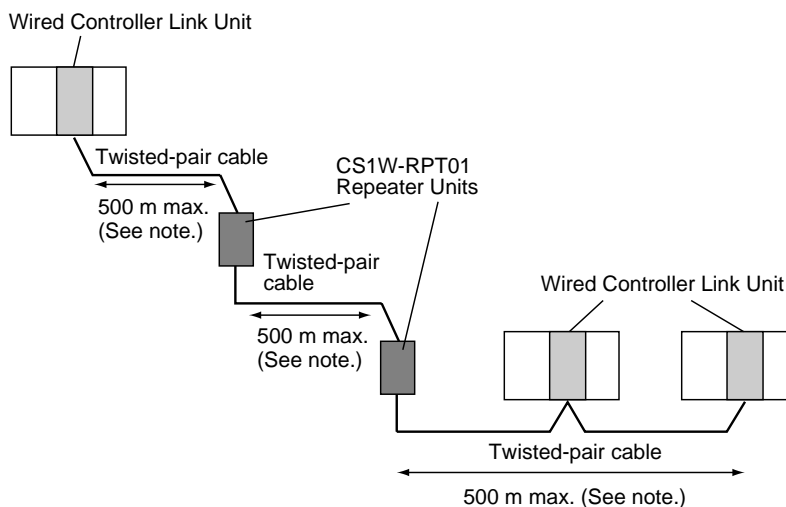 Wired Controller Link Unit
Twisted-pair cable
500 m max.
(See note.)
CS1W-RPT01
Repeater Units
Twisted-pair
cable
500 m max.
(See note.)
Wired Controller Link Unit
Twisted-pair cable
500 m max. (See note.)